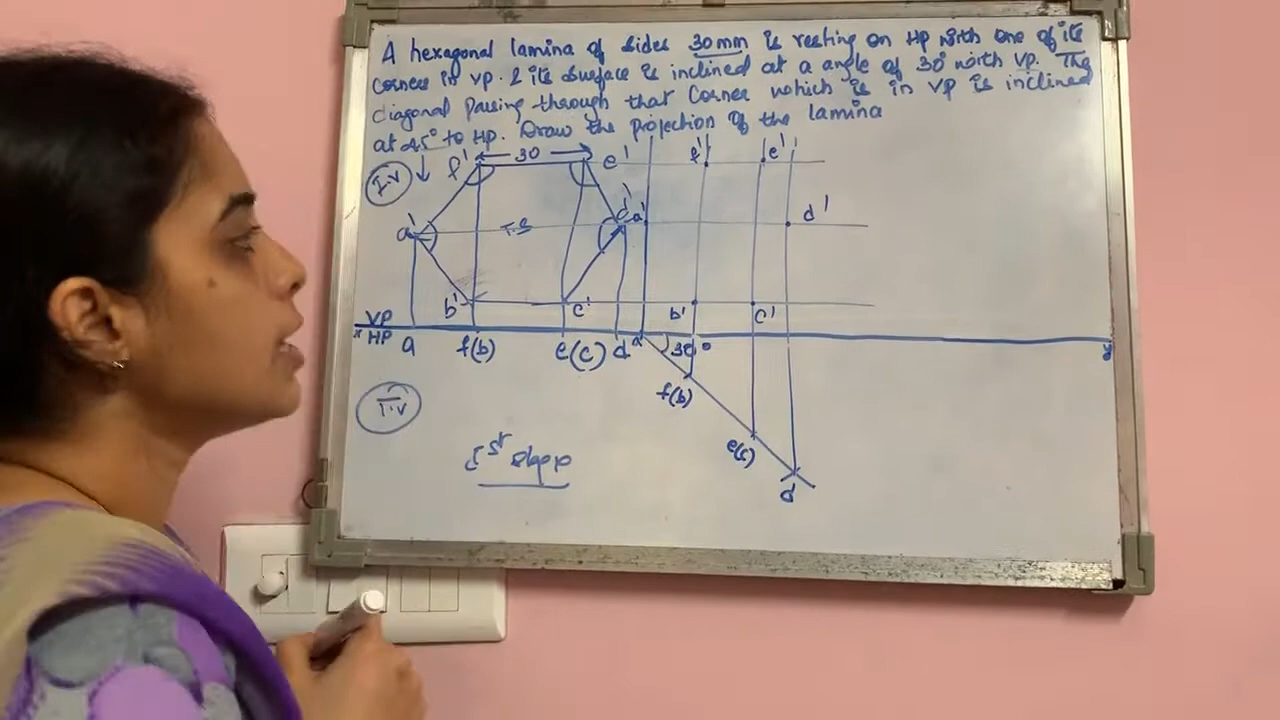 A hexagonal lamina of sides 30mm is resting on HP with one of its
corner in VP. & its surface is inclined at a angle of 30° with VP. The
diagonal passing through that corner which is in VP is inclined
at 45° to HP. Draw the projection of the lamina
F.V
f' 30 e' f' e'
a' T.S d' a' d'
b' c' b' c'
VP
x HP y
a f(b) e(c) d a 30°
f(b)
T.V
e(c)
1st slope
d